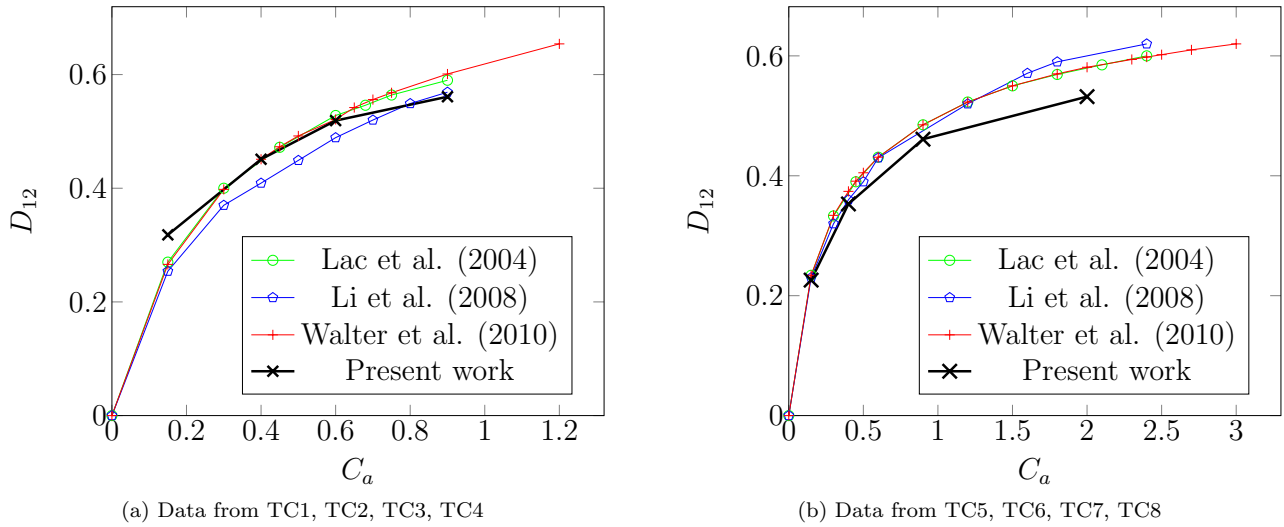 0.6
0.4
0.2
0
0
0.2
0.4
0.6
0.8
1
1.2
D12
Ca
Lac et al. (2004)
Li et al. (2008)
Walter et al. (2010)
Present work
(a) Data from TC1, TC2, TC3, TC4
0.6
0.4
0.2
0
0
0.5
1
1.5
2
2.5
3
D12
Ca
Lac et al. (2004)
Li et al. (2008)
Walter et al. (2010)
Present work
(b) Data from TC5, TC6, TC7, TC8